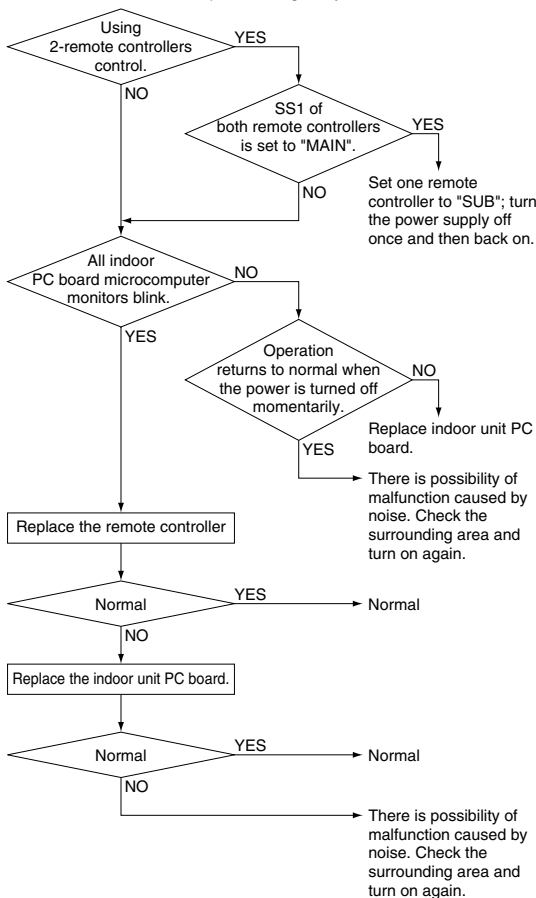 Using
2-remote controllers
control.
YES
NO
SS1 of
both remote controllers
is set to "MAIN".
YES
NO
Set one remote
controller to "SUB"; turn
the power supply off
once and then back on.
All indoor
PC board microcomputer
monitors blink.
NO
YES
Operation
returns to normal when
the power is turned off
momentarily.
NO
YES
Replace indoor unit PC
board.
There is possibility of
malfunction caused by
noise. Check the
surrounding area and
turn on again.
Replace the remote controller
Normal
YES
Normal
NO
Replace the indoor unit PC board.
Normal
YES
Normal
NO
There is possibility of
malfunction caused by
noise. Check the
surrounding area and
turn on again.